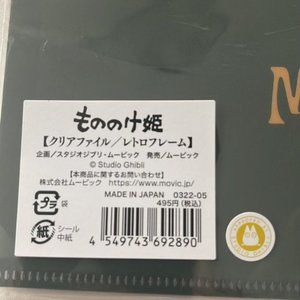 もののけ姫
【クリアファイル/レトロフレーム】
企画/スタジオジブリ・ムービック 発売/ムービック
© Studio Ghibli
【本商品に関するお問い合わせ】
株式会社ムービック https://www.movic.jp/
MADE IN JAPAN 0322-05
495円(税込)
プラ 袋
紙 シール 中紙
4 549743 692890
M